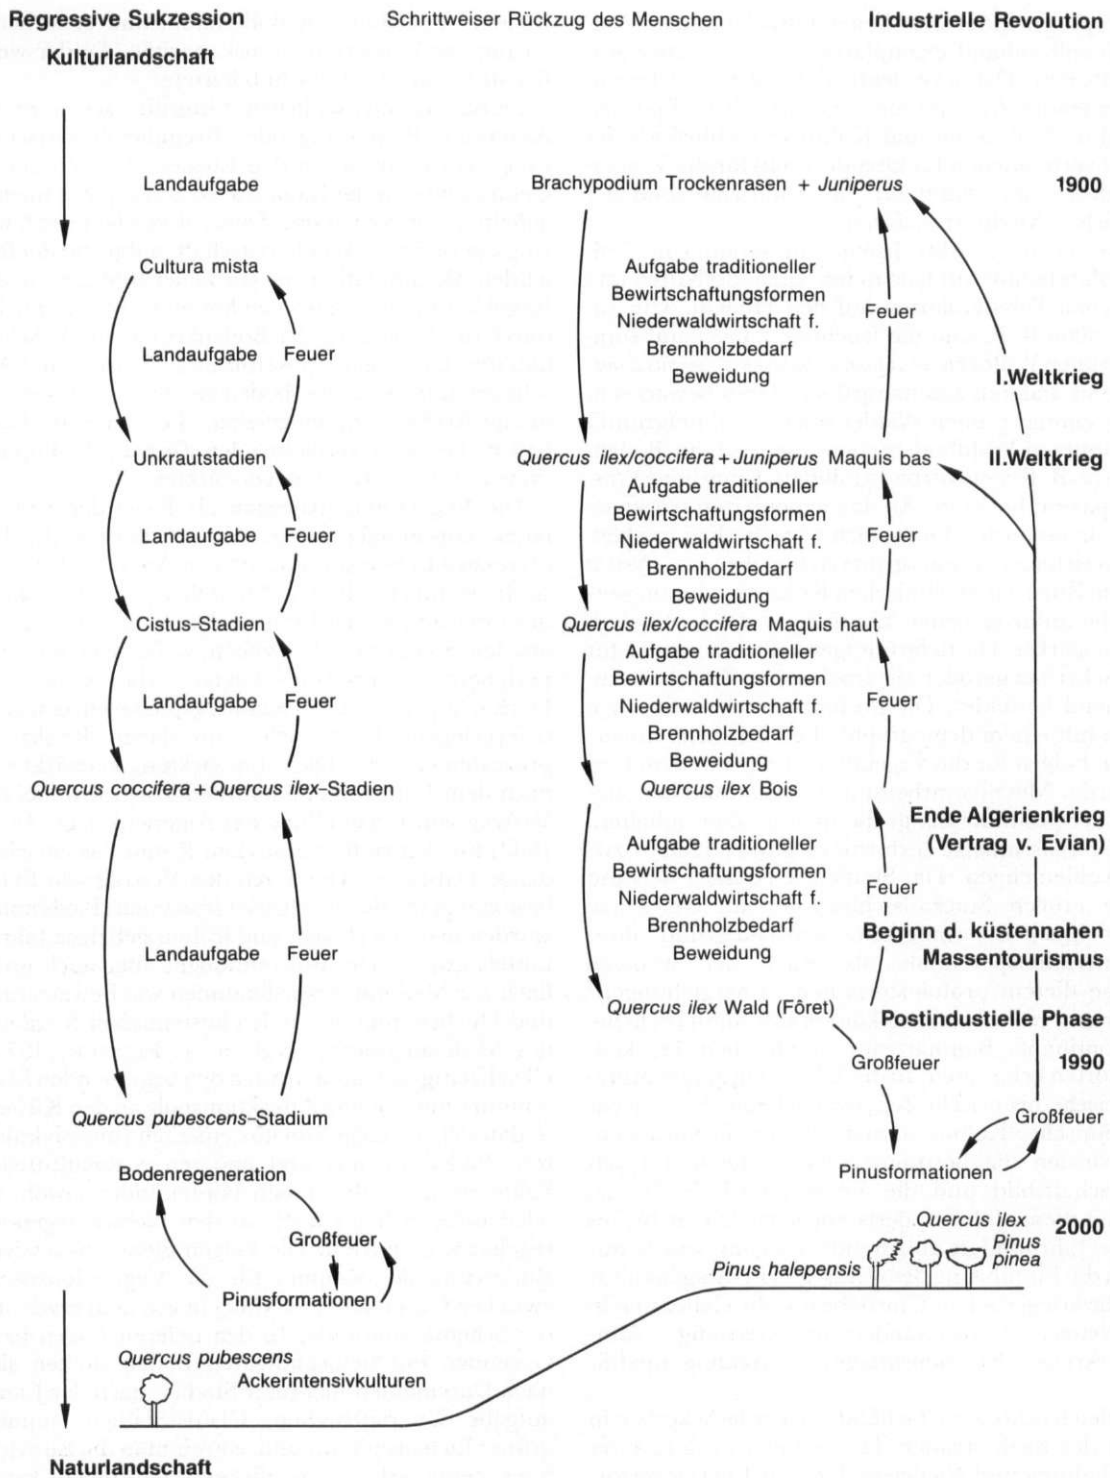 Regressive Sukzession
Schrittweiser Rückzug des Menschen
Industrielle Revolution
Kulturlandschaft
Landaufgabe
Cultura mista
Landaufgabe
Feuer
Unkrautstadien
Landaufgabe
Feuer
Cistus–Stadien
Landaufgabe
Feuer
Quercus coccifera + Quercus ilex–Stadien
Landaufgabe
Feuer
Quercus pubescens–Stadium
Bodenregeneration
Großfeuer
Pinusformationen
Quercus pubescens
Ackerintensivkulturen
Naturlandschaft
Brachypodium Trockenrasen + Juniperus
1900
Aufgabe traditioneller
Bewirtschaftungsformen
Niederwaldwirtschaft f.
Brennholzbedarf
Beweidung
Feuer
I.Weltkrieg
Quercus ilex/coccifera + Juniperus Maquis bas
II.Weltkrieg
Aufgabe traditioneller
Bewirtschaftungsformen
Niederwaldwirtschaft f.
Brennholzbedarf
Beweidung
Feuer
Quercus ilex/coccifera Maquis haut
Aufgabe traditioneller
Bewirtschaftungsformen
Niederwaldwirtschaft f.
Brennholzbedarf
Beweidung
Feuer
Quercus ilex Bois
Ende Algerienkrieg
(Vertrag v. Evian)
Aufgabe traditioneller
Bewirtschaftungsformen
Niederwaldwirtschaft f.
Brennholzbedarf
Beweidung
Feuer
Beginn d. küstennahen
Massentourismus
Quercus ilex Wald (Fôret)
Postindustielle Phase
Großfeuer
1990
Großfeuer
Pinusformationen
2000
Quercus ilex
Pinus halepensis
Pinus
pinea